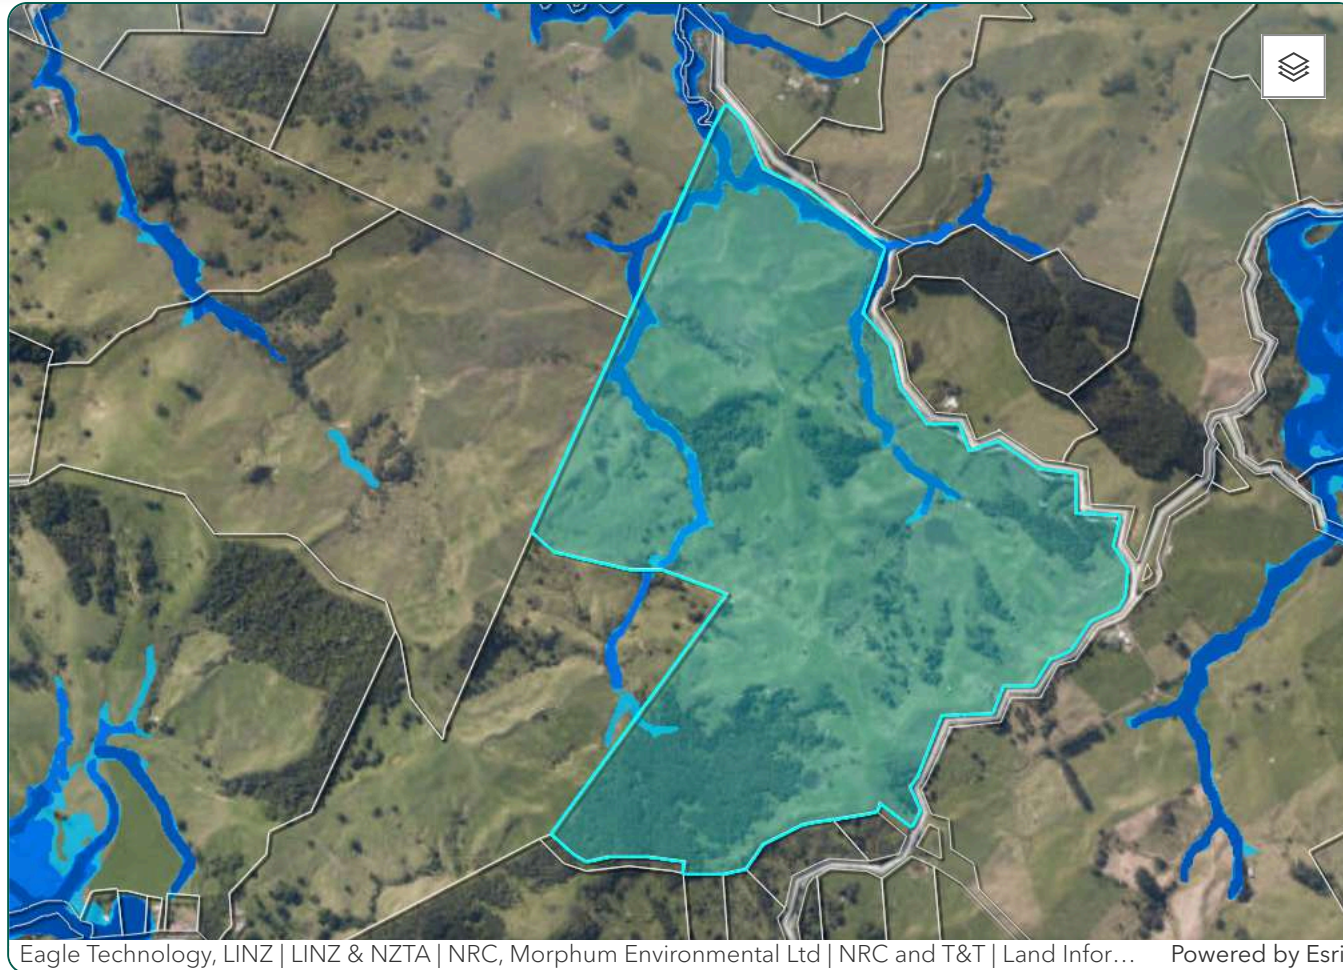 Eagle Technology, LINZ | LINZ & NZTA | NRC, Morphum Environmental Ltd | NRC and T&T | Land Infor... Powered by Esri